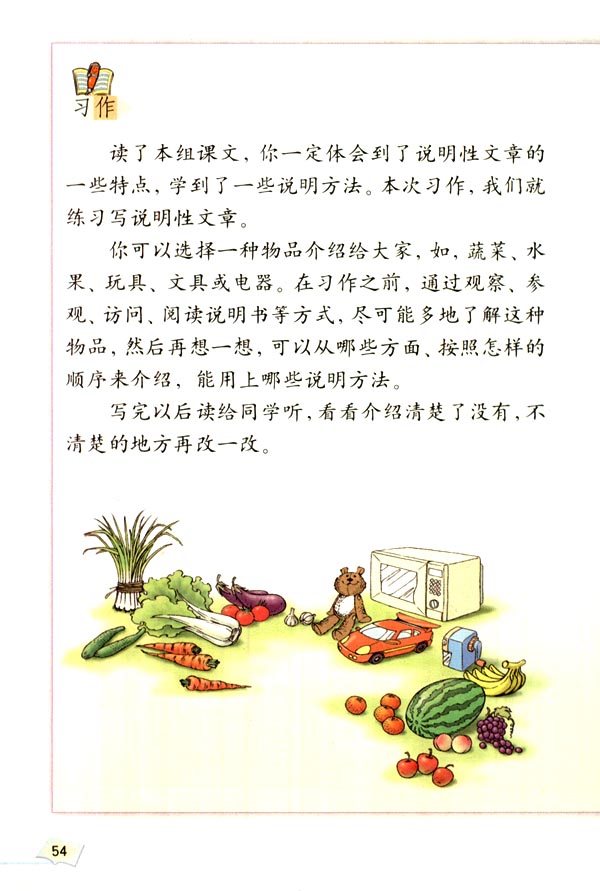 习作
读了本组课文，你一定体会到了说明性文章的
一些特点，学到了一些说明方法。本次习作，我们就
练习写说明性文章。
你可以选择一种物品介绍给大家，如，蔬菜、水
果、玩具、文具或电器。在习作之前，通过观察、参
观、访问、阅读说明书等方式，尽可能多地了解这种
物品，然后再想一想，可以从哪些方面、按照怎样的
顺序来介绍，能用上哪些说明方法。
写完以后读给同学听，看看介绍清楚了没有，不
清楚的地方再改一改。
54